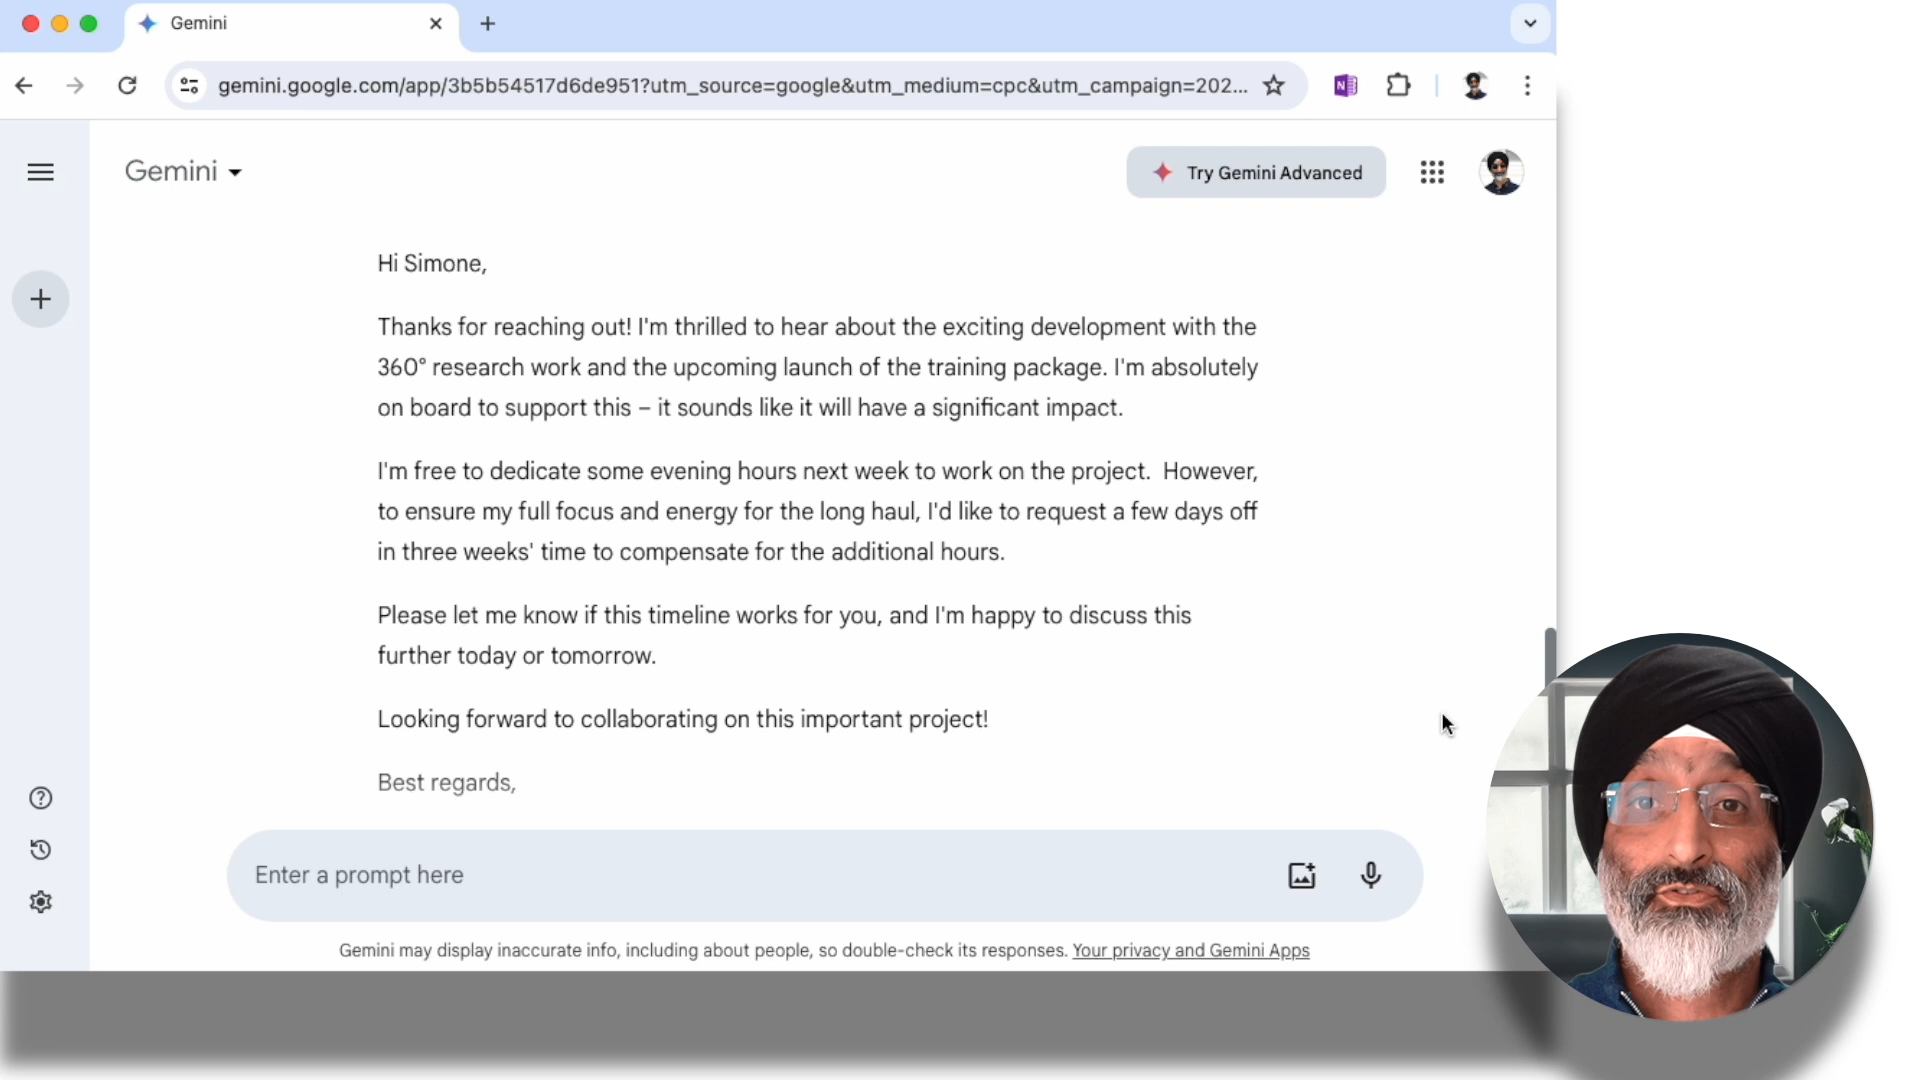 Gemini
gemini.google.com/app/3b5b54517d6de951?utm_source=google&utm_medium=cpc&utm_campaign=202...
N
Gemini
Try Gemini Advanced
Hi Simone,
Thanks for reaching out! I'm thrilled to hear about the exciting development with the
360° research work and the upcoming launch of the training package. I'm absolutely
on board to support this – it sounds like it will have a significant impact.
I'm free to dedicate some evening hours next week to work on the project.  However,
to ensure my full focus and energy for the long haul, I'd like to request a few days off
in three weeks' time to compensate for the additional hours.
Please let me know if this timeline works for you, and I'm happy to discuss this
further today or tomorrow.
Looking forward to collaborating on this important project!
Best regards,
Enter a prompt here
Gemini may display inaccurate info, including about people, so double-check its responses. Your privacy and Gemini Apps